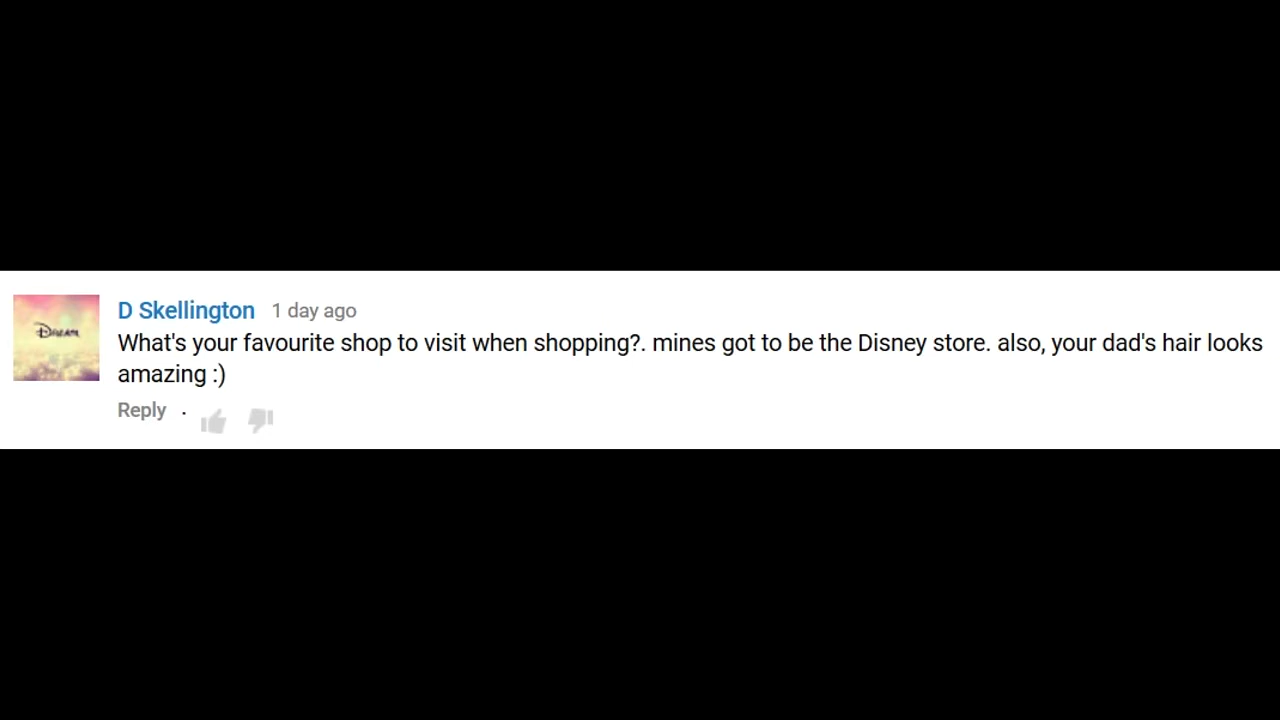 Dream
D Skellington 1 day ago
What's your favourite shop to visit when shopping?. mines got to be the Disney store. also, your dad's hair looks
amazing :)
Reply .